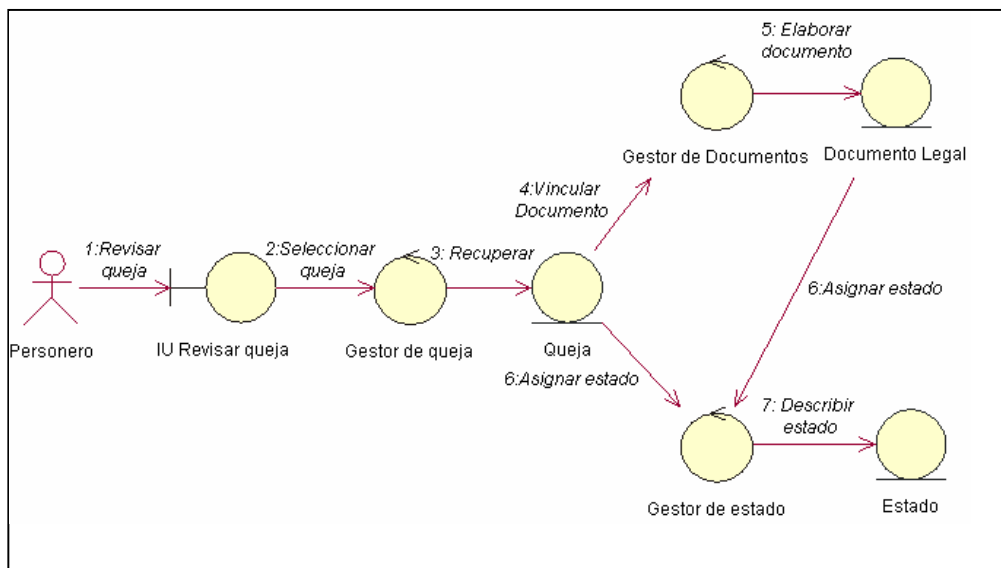 5: Elaborar
documento
Gestor de Documentos
Documento Legal
4:Vincular
Documento
1:Revisar
queja
2:Seleccionar
queja
3: Recuperar
6:Asignar estado
Personero
IU Revisar queja
Gestor de queja
Queja
6:Asignar estado
7: Describir
estado
Gestor de estado
Estado